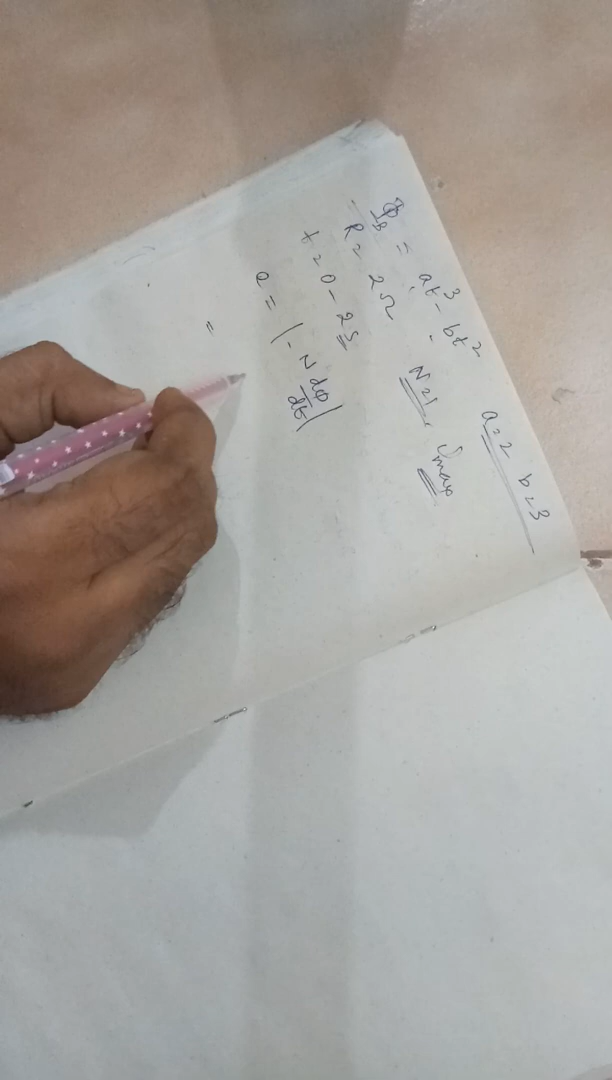 Φ_B = at³ - bt²   a=2   b=3
R = 2Ω   N=1,   i_max
t = 0 - 2s
e = |- N dφ/dt|
=